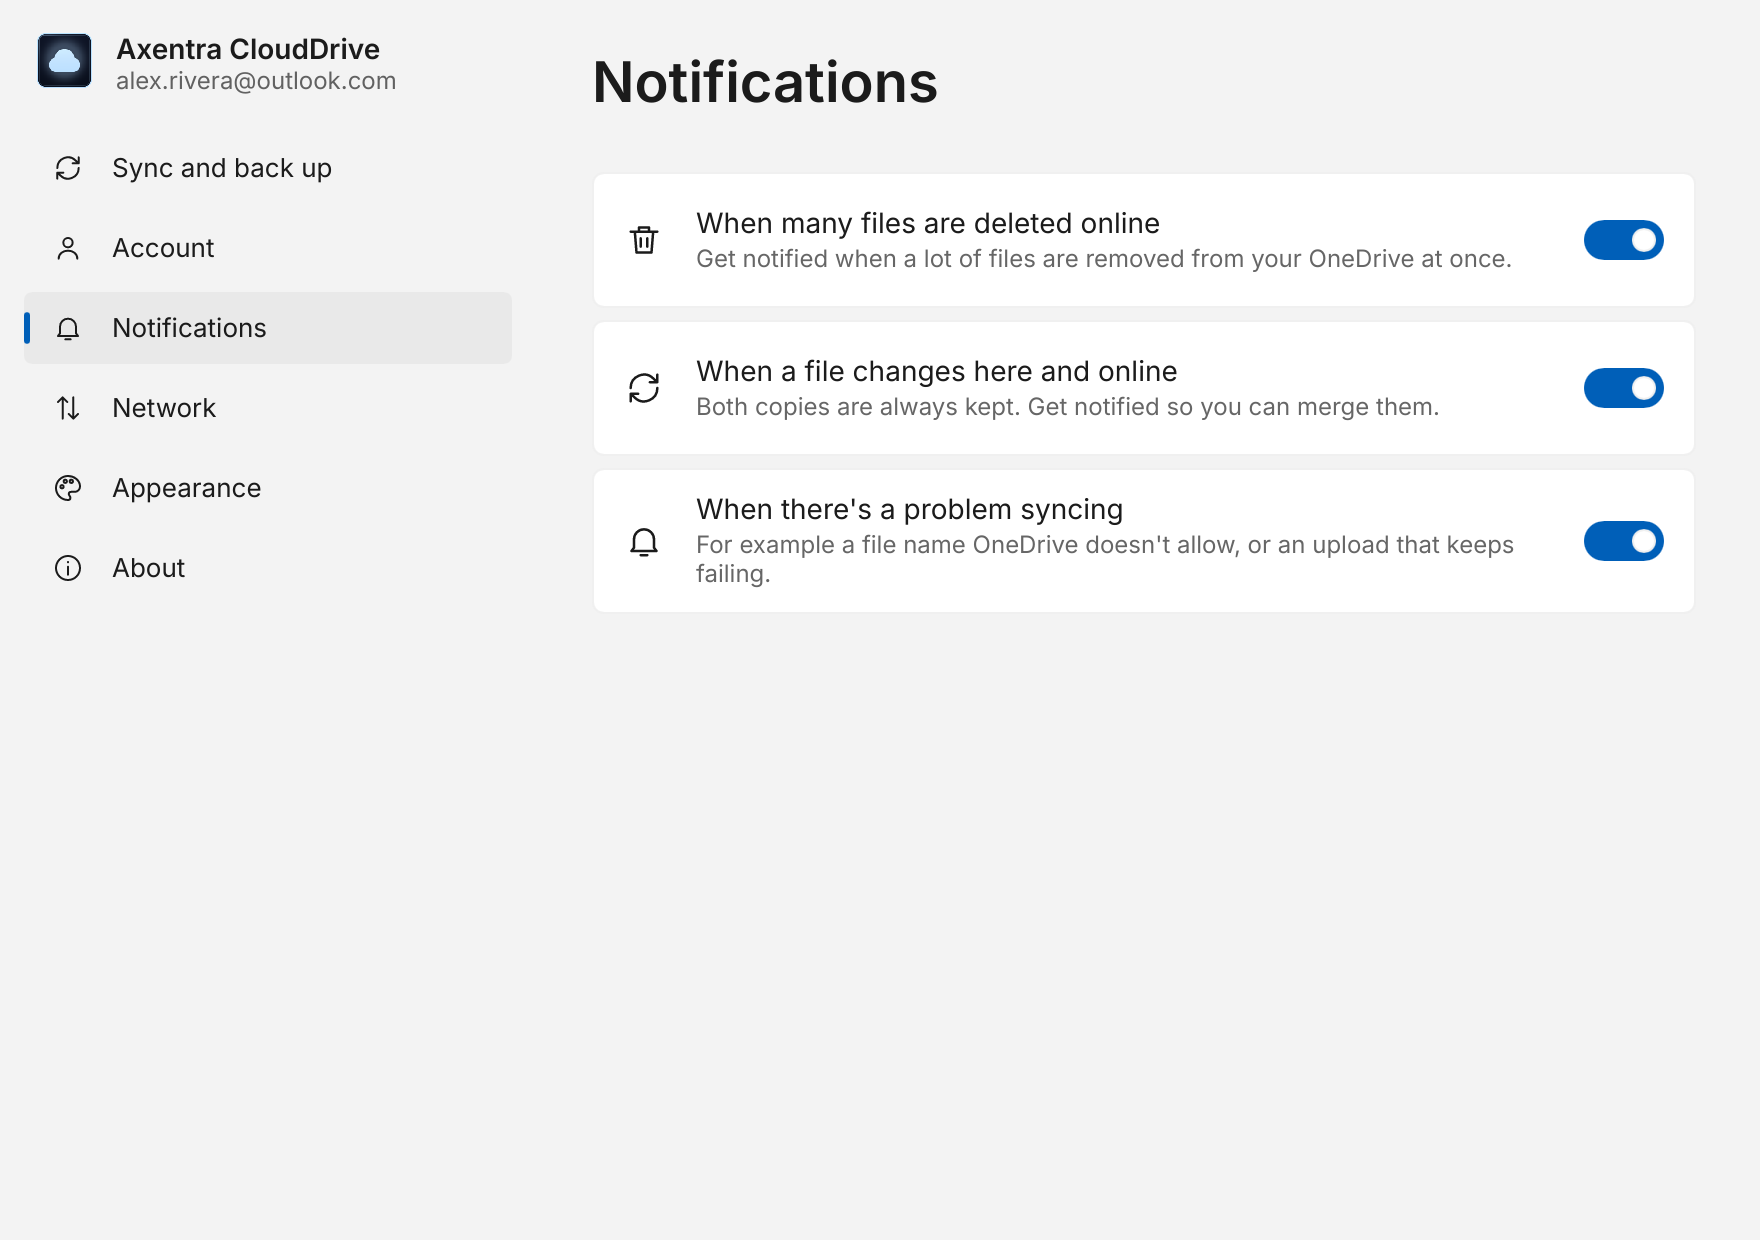 Axentra CloudDrive
alex.rivera@outlook.com
Sync and back up
Account
Notifications
Network
Appearance
About
Notifications
When many files are deleted online
Get notified when a lot of files are removed from your OneDrive at once.
When a file changes here and online
Both copies are always kept. Get notified so you can merge them.
When there's a problem syncing
For example a file name OneDrive doesn't allow, or an upload that keeps
failing.